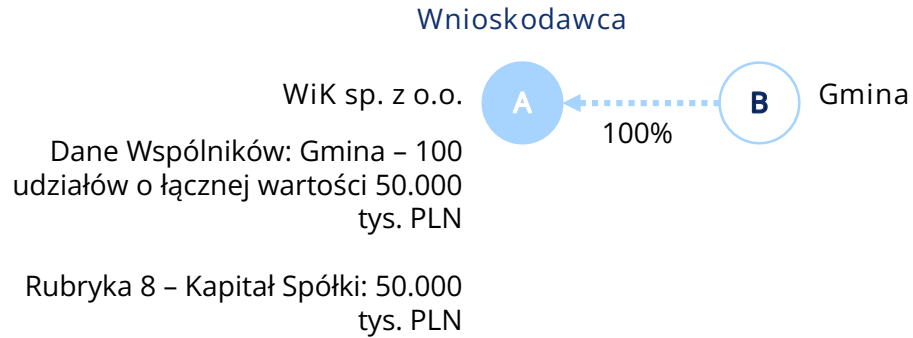 Wnioskodawca
WiK sp. z o.o.
A
B
Gmina
100%
Dane Wspólników: Gmina – 100
udziałów o łącznej wartości 50.000
tys. PLN
Rubryka 8 – Kapitał Spółki: 50.000
tys. PLN